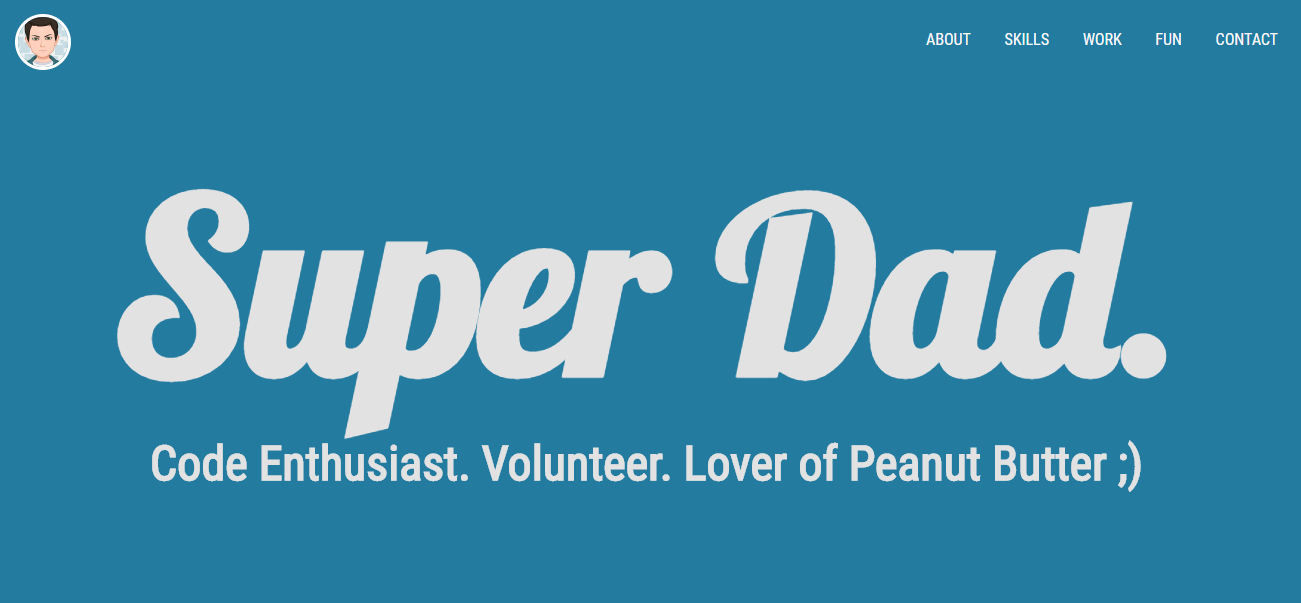 ABOUT SKILLS WORK FUN CONTACT
Super Dad.
Code Enthusiast. Volunteer. Lover of Peanut Butter ;)